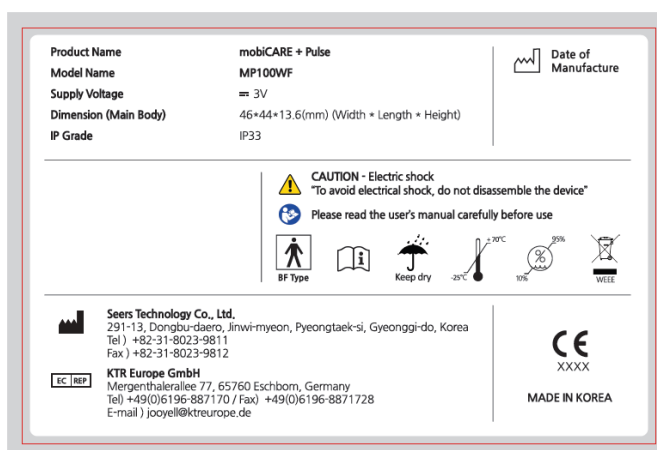 Product Name mobiCARE + Pulse
Model Name MP100WF
Supply Voltage 3V
Dimension (Main Body) 46*44*13.6(mm) (Width * Length * Height)
IP Grade IP33
Date of
Manufacture
CAUTION - Electric shock
"To avoid electrical shock, do not disassemble the device"
Please read the user's manual carefully before use
BF Type
Keep dry
-25℃
+70℃
%
10%
95%
WEEE
Seers Technology Co., Ltd.
291-13, Dongbu-daero, Jinwi-myeon, Pyeongtaek-si, Gyeonggi-do, Korea
Tel ) +82-31-8023-9811
Fax ) +82-31-8023-9812
EC REP
KTR Europe GmbH
Mergenthalerallee 77, 65760 Eschborn, Germany
Tel) +49(0)6196-887170 / Fax) +49(0)6196-8871728
E-mail ) jooyell@ktreurope.de
CE
XXXX
MADE IN KOREA